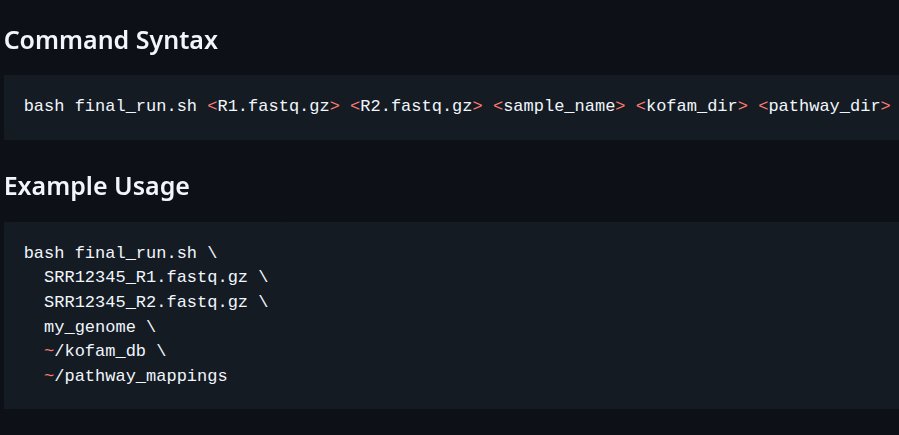 Command Syntax
bash final_run.sh <R1.fastq.gz> <R2.fastq.gz> <sample_name> <kofam_dir> <pathway_dir>
Example Usage
bash final_run.sh \
SRR12345_R1.fastq.gz \
SRR12345_R2.fastq.gz \
my_genome \
~/kofam_db \
~/pathway_mappings